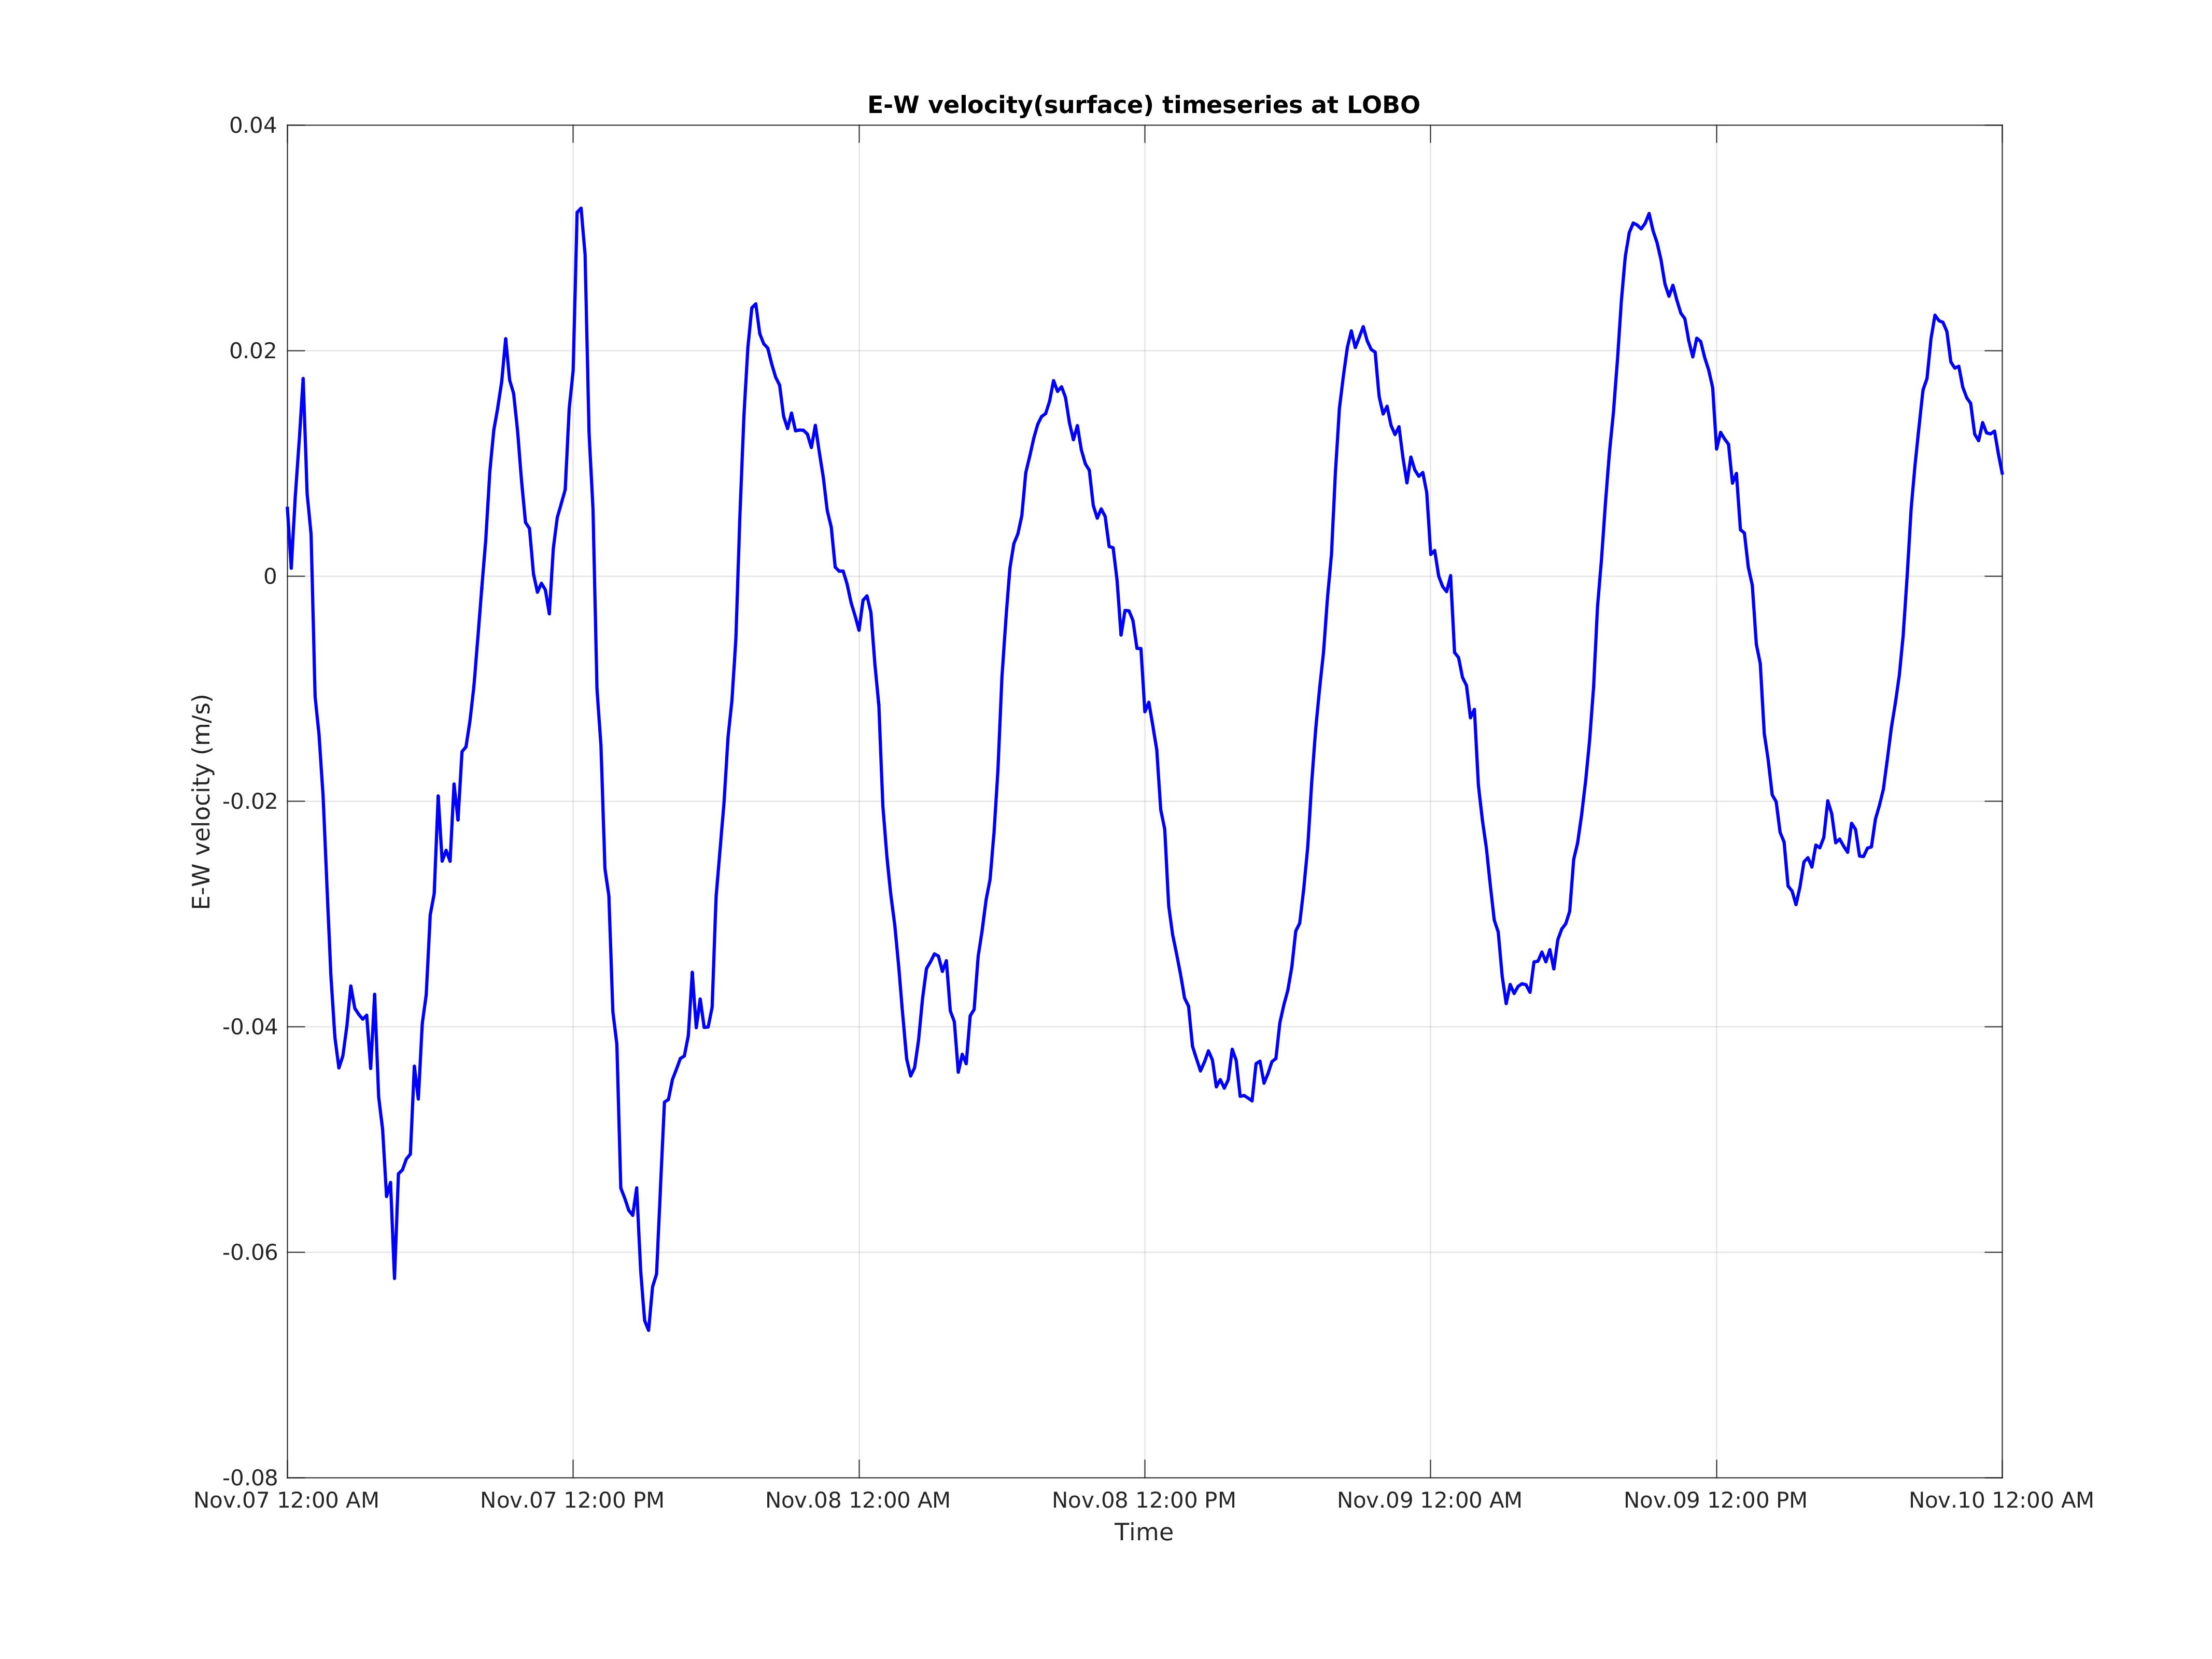 E-W velocity(surface) timeseries at LOBO
0.04
0.02
0
-0.02
-0.04
-0.06
-0.08
E-W velocity (m/s)
Nov.07 12:00 AM Nov.07 12:00 PM Nov.08 12:00 AM Nov.08 12:00 PM Nov.09 12:00 AM Nov.09 12:00 PM Nov.10 12:00 AM
Time